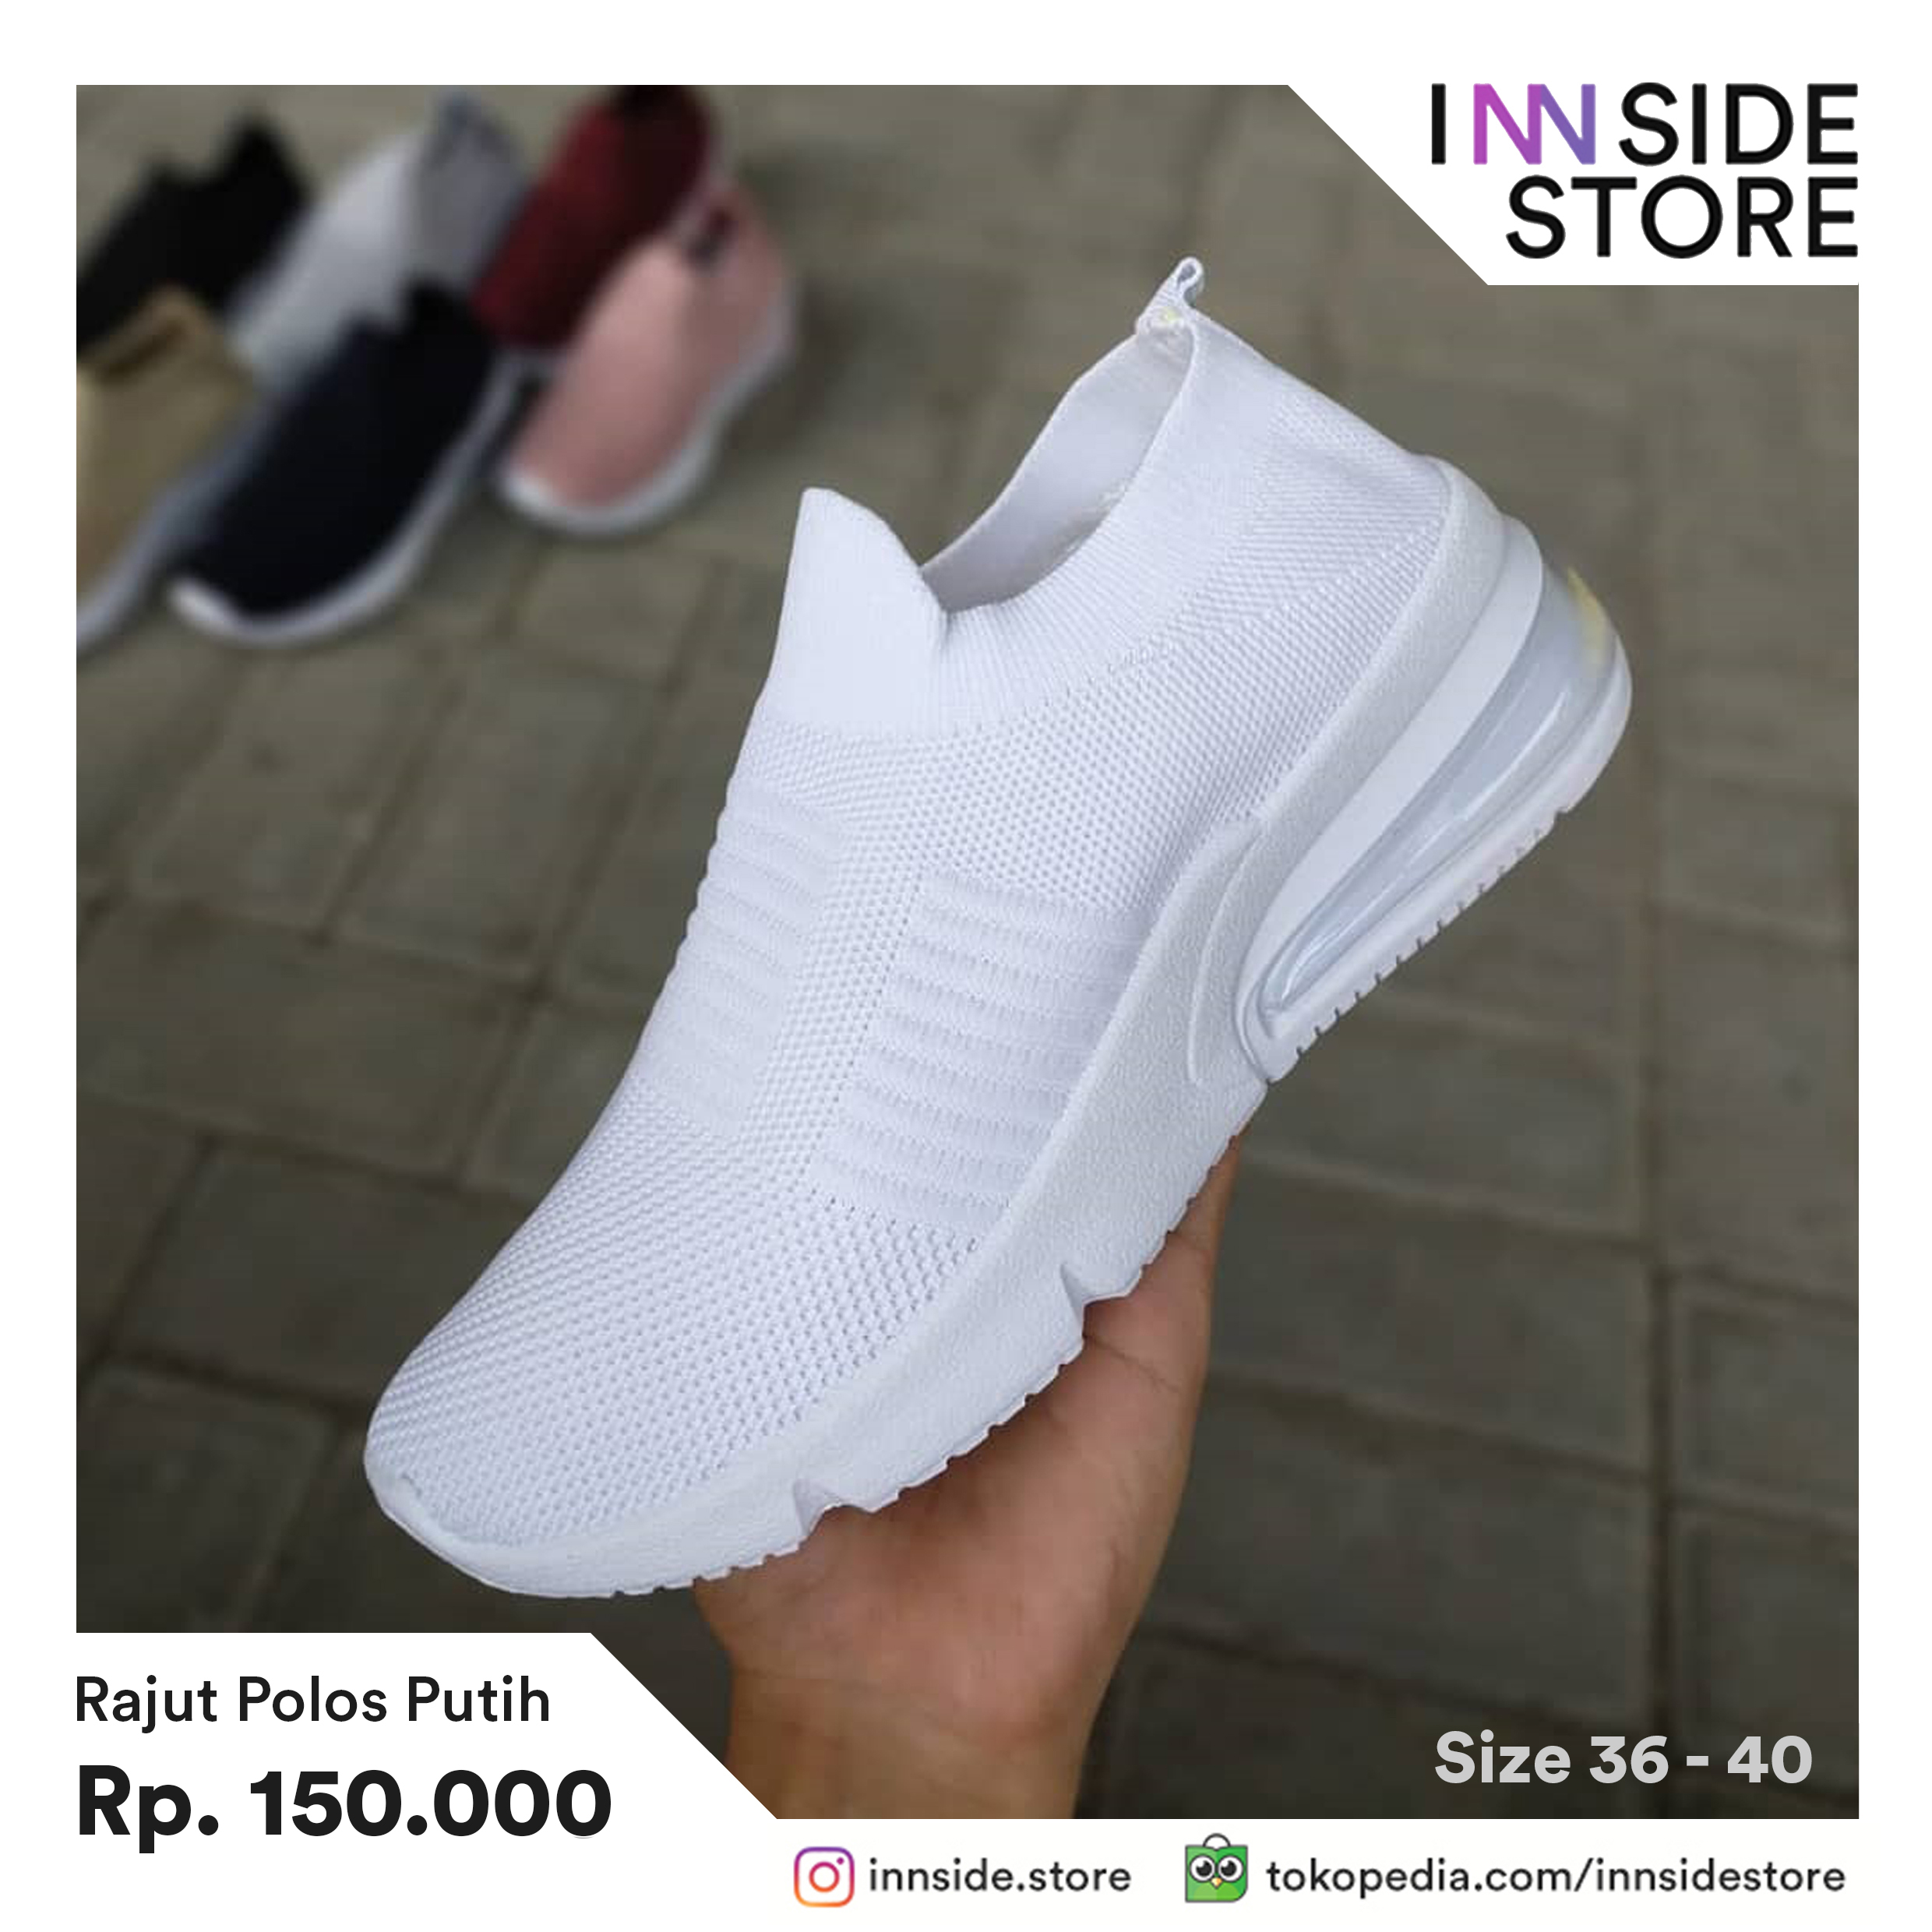 INNSIDE
STORE
Rajut Polos Putih
Rp. 150.000
Size 36 - 40
innside.store
tokopedia.com/innsidestore